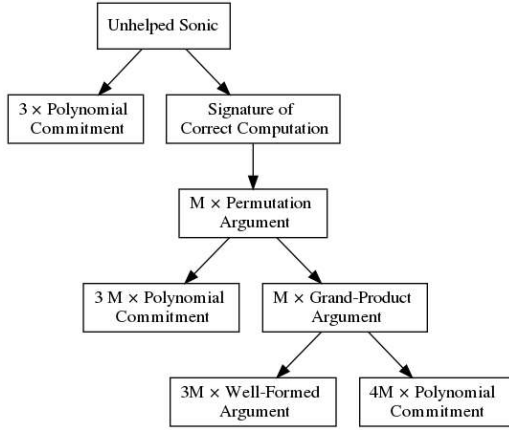 Unhelped Sonic
3 × Polynomial
Commitment
Signature of
Correct Computation
M × Permutation
Argument
3 M × Polynomial
Commitment
M × Grand-Product
Argument
3M × Well-Formed
Argument
4M × Polynomial
Commitment